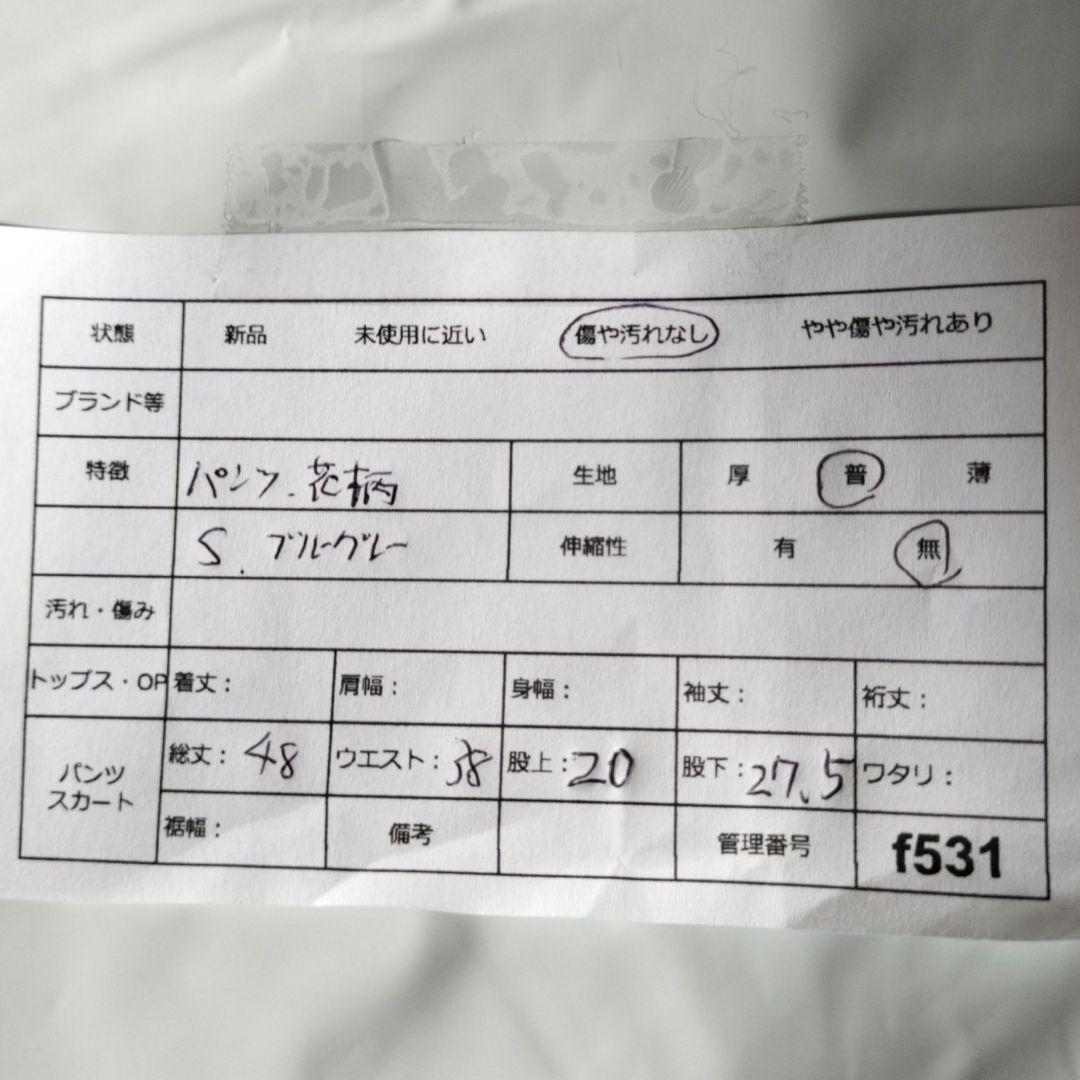 状態 新品 未使用に近い 傷や汚れなし やや傷や汚れあり
ブランド等
特徴 パンツ、花柄 生地 厚 普 薄
S、ブルーグレー 伸縮性 有 無
汚れ・傷み
トップス・OP 着丈： 肩幅： 身幅： 袖丈： 裄丈：
パンツ スカート 総丈：48 ウエスト：38 股上：20 股下：27.5 ワタリ：
裾幅： 備考 管理番号 f531